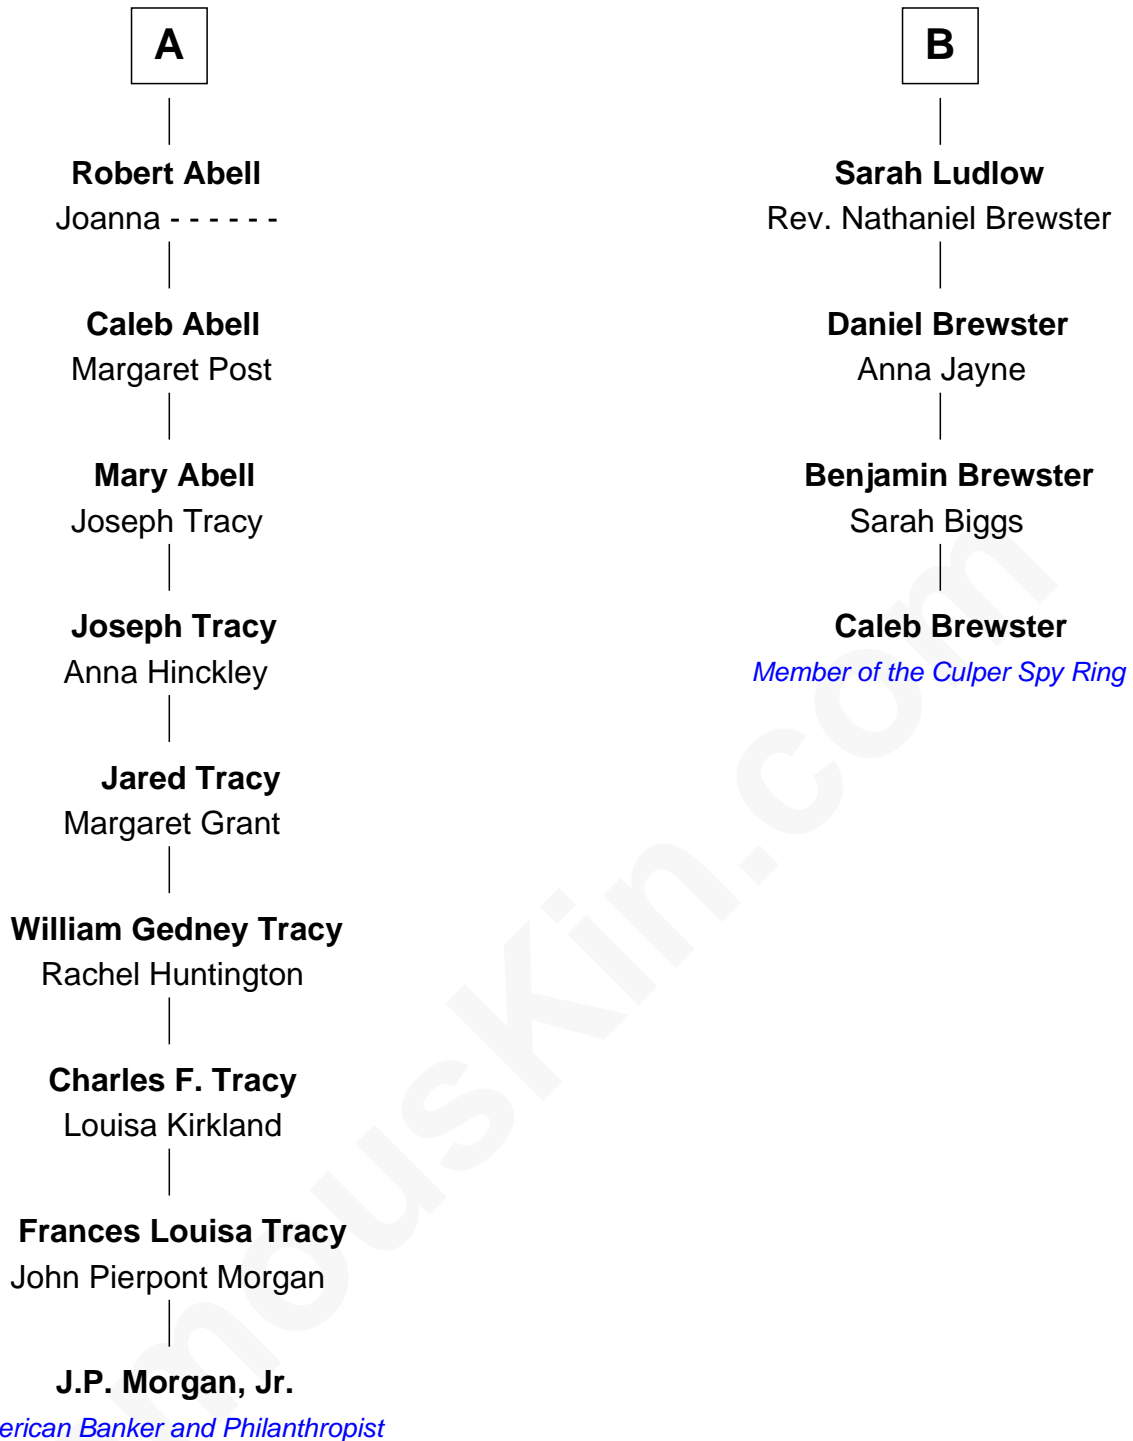 A
Robert Abell
Joanna - - - - - -
Caleb Abell
Margaret Post
Mary Abell
Joseph Tracy
Joseph Tracy
Anna Hinckley
Jared Tracy
Margaret Grant
William Gedney Tracy
Rachel Huntington
Charles F. Tracy
Louisa Kirkland
Frances Louisa Tracy
John Pierpont Morgan
J.P. Morgan, Jr.
erican Banker and Philanthropist
B
Sarah Ludlow
Rev. Nathaniel Brewster
Daniel Brewster
Anna Jayne
Benjamin Brewster
Sarah Biggs
Caleb Brewster
Member of the Culper Spy Ring
mouskin.com